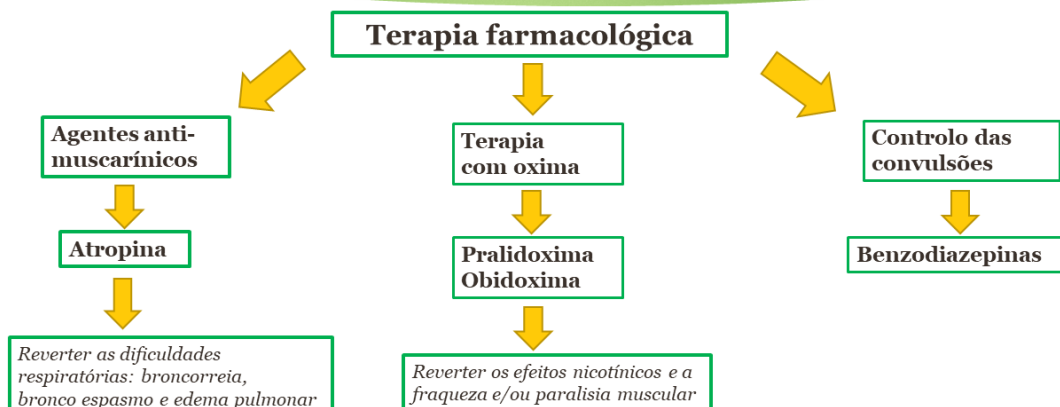 Terapia farmacológica
Agentes anti-
muscarínicos
Atropina
Reverter as dificuldades
respiratórias: broncorreia,
bronco espasmo e edema pulmonar
Terapia
com oxima
Pralidoxima
Obidoxima
Reverter os efeitos nicotínicos e a
fraqueza e/ou paralisia muscular
Controlo das
convulsões
Benzodiazepinas